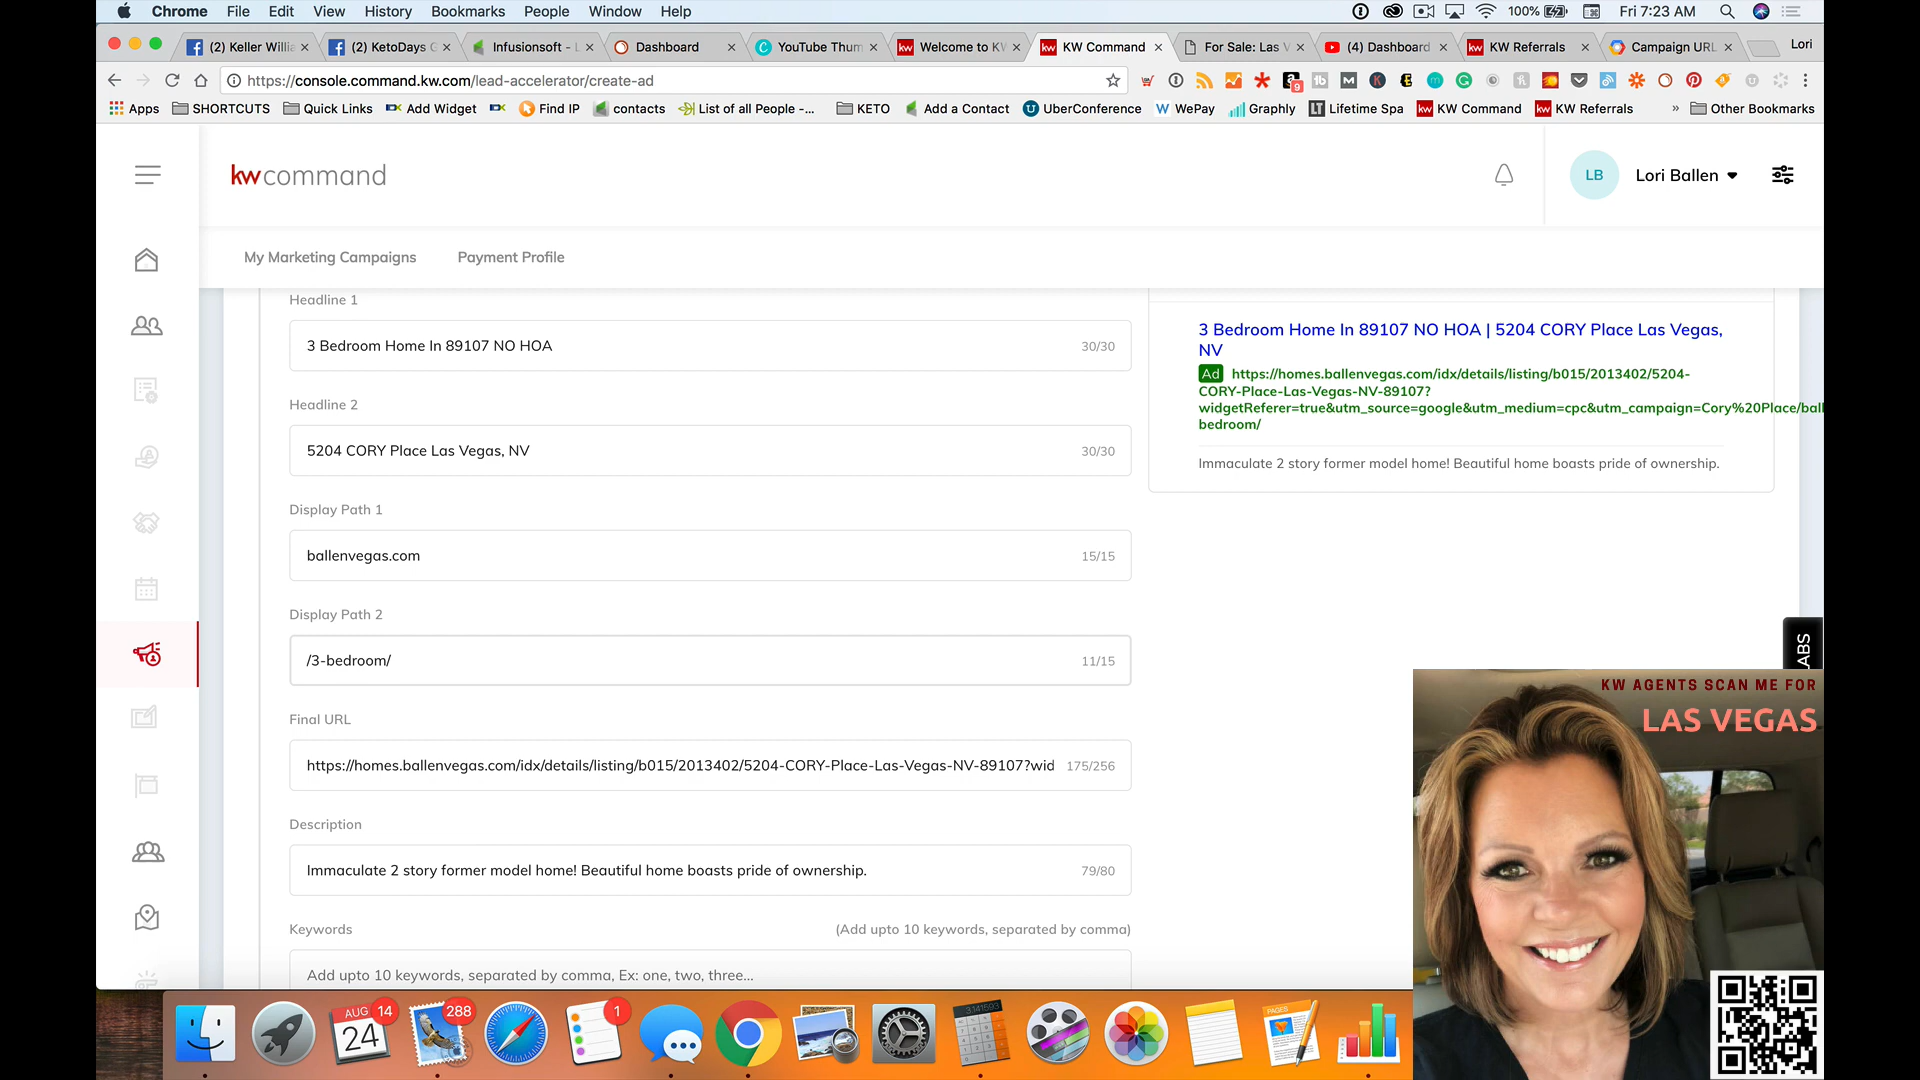 Chrome File Edit View History Bookmarks People Window Help 100% Fri 7:23 AM
(2) Keller Willia (2) KetoDays G Infusionsoft - L Dashboard YouTube Thum Welcome to KW KW Command For Sale: Las V (4) Dashboard KW Referrals Campaign URL Lori
https://console.command.kw.com/lead-accelerator/create-ad
Apps SHORTCUTS Quick Links Add Widget Find IP contacts List of all People -... KETO Add a Contact UberConference WePay Graphly Lifetime Spa KW Command KW Referrals » Other Bookmarks
kw command
LB Lori Ballen
My Marketing Campaigns Payment Profile
Headline 1
3 Bedroom Home In 89107 NO HOA 30/30
Headline 2
5204 CORY Place Las Vegas, NV 30/30
Display Path 1
ballenvegas.com 15/15
Display Path 2
/3-bedroom/ 11/15
Final URL
https://homes.ballenvegas.com/idx/details/listing/b015/2013402/5204-CORY-Place-Las-Vegas-NV-89107?wid 175/256
Description
Immaculate 2 story former model home! Beautiful home boasts pride of ownership. 79/80
Keywords (Add upto 10 keywords, separated by comma)
Add upto 10 keywords, separated by comma, Ex: one, two, three...
3 Bedroom Home In 89107 NO HOA | 5204 CORY Place Las Vegas,
NV
Ad https://homes.ballenvegas.com/idx/details/listing/b015/2013402/5204-
CORY-Place-Las-Vegas-NV-89107?
widgetReferer=true&utm_source=google&utm_medium=cpc&utm_campaign=Cory%20Place/ball
bedroom/
Immaculate 2 story former model home! Beautiful home boasts pride of ownership.
ABS
KW AGENTS SCAN ME FOR
LAS VEGAS
AUG 14
24
288
1
3.141593
PAGES